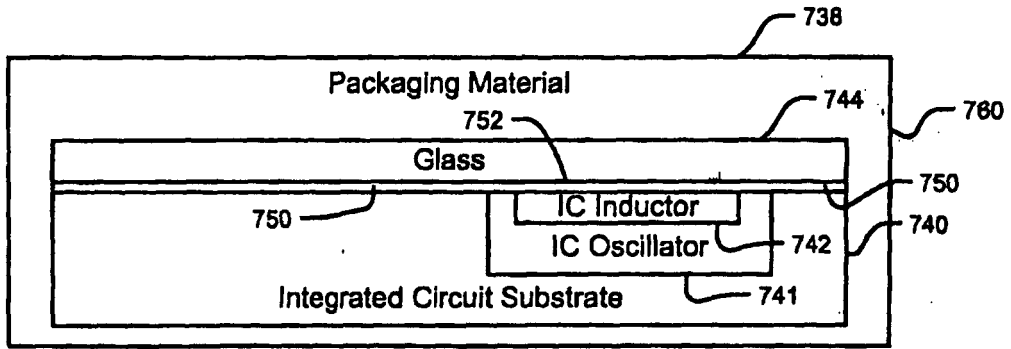 738
Packaging Material
744
760
752
Glass
750
750
IC Inductor
740
IC Oscillator
742
Integrated Circuit Substrate
741